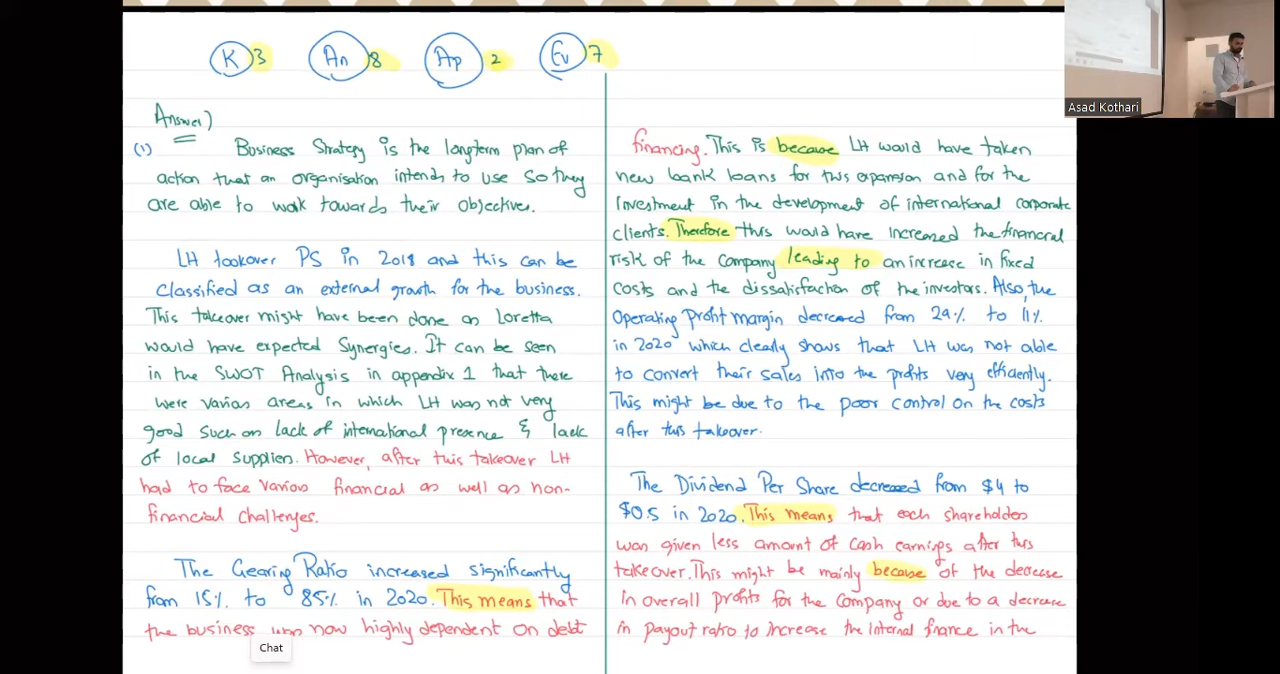 K 3 An 8 Ap 2 Ev 7
Asad Kothari
Answer)
(1) Business Strategy is the longterm plan of
action that an organisation intends to use so they
are able to work towards their objectives.
LH tookover PS in 2018 and this can be
classified as an external growth for the business.
This takeover might have been done as Loretta
would have expected synergies. It can be seen
in the SWOT Analysis in appendix 1 that there
were various areas in which LH was not very
good such as lack of international presence & lack
of local suppliers. However, after this takeover LH
had to face various financial as well as non-
financial challenges.
The Gearing Ratio increased significantly
from 15% to 85% in 2020. This means that
the business was now highly dependent on debt
Chat
financing. This is because LH would have taken
new bank loans for this expansion and for the
investment in the development of international corporate
clients. Therefore this would have increased the financial
risk of the company leading to an increase in fixed
costs and the dissatisfaction of the investors. Also, the
Operating Profit margin decreased from 29% to 11%
in 2020 which clearly shows that LH was not able
to convert their sales into the profits very efficiently.
This might be due to the poor control on the costs
after this takeover.
The Dividend Per Share decreased from $4 to
$0.5 in 2020. This means that each shareholder
was given less amount of cash earnings after this
takeover. This might be mainly because of the decrease
in overall profits for the company or due to a decrease
in payout ratio to increase the internal finance in the